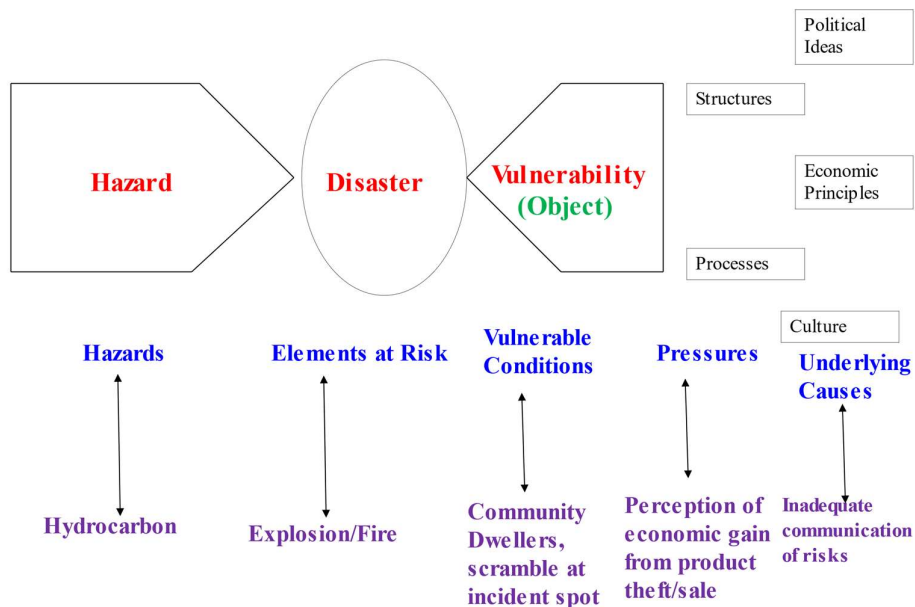 Political
Ideas
Structures
Hazard
Disaster
Vulnerability
(Object)
Economic
Principles
Processes
Culture
Hazards
Elements at Risk
Vulnerable
Conditions
Pressures
Underlying
Causes
Hydrocarbon
Explosion/Fire
Community
Dwellers,
scramble at
incident spot
Perception of
economic gain
from product
theft/sale
Inadequate
communication
of risks